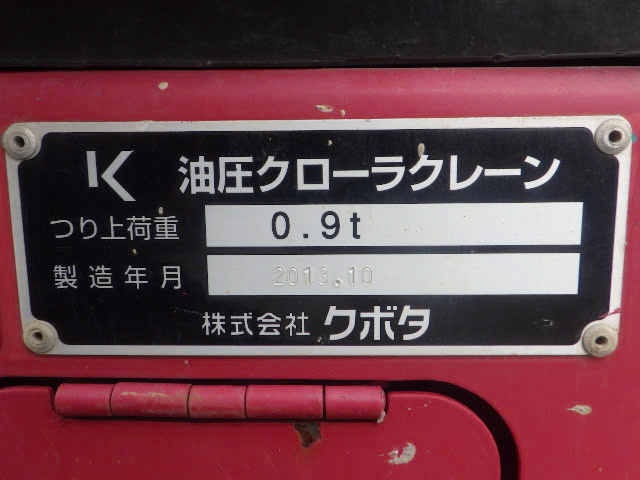 K 油圧クローラクレーン
つり上荷重 0.9t
製造年月 2013.10
株式会社 クボタ